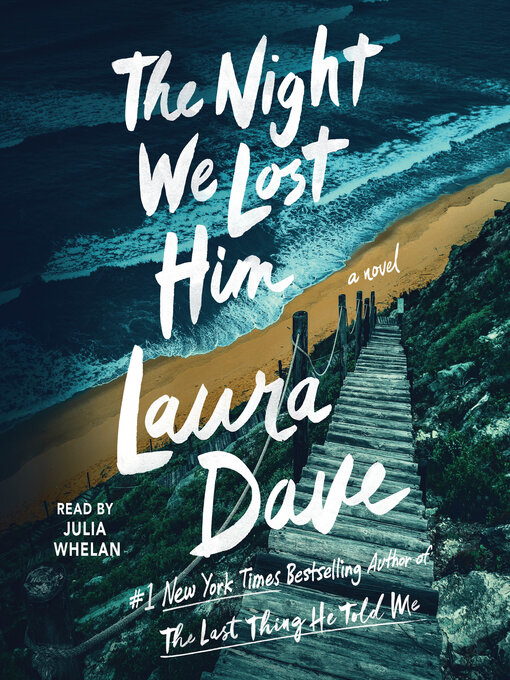 The Night
We Lost
Him
a novel
Laura
Dave
READ BY
JULIA
WHELAN
#1 New York Times Bestselling Author of
The Last Thing He Told Me